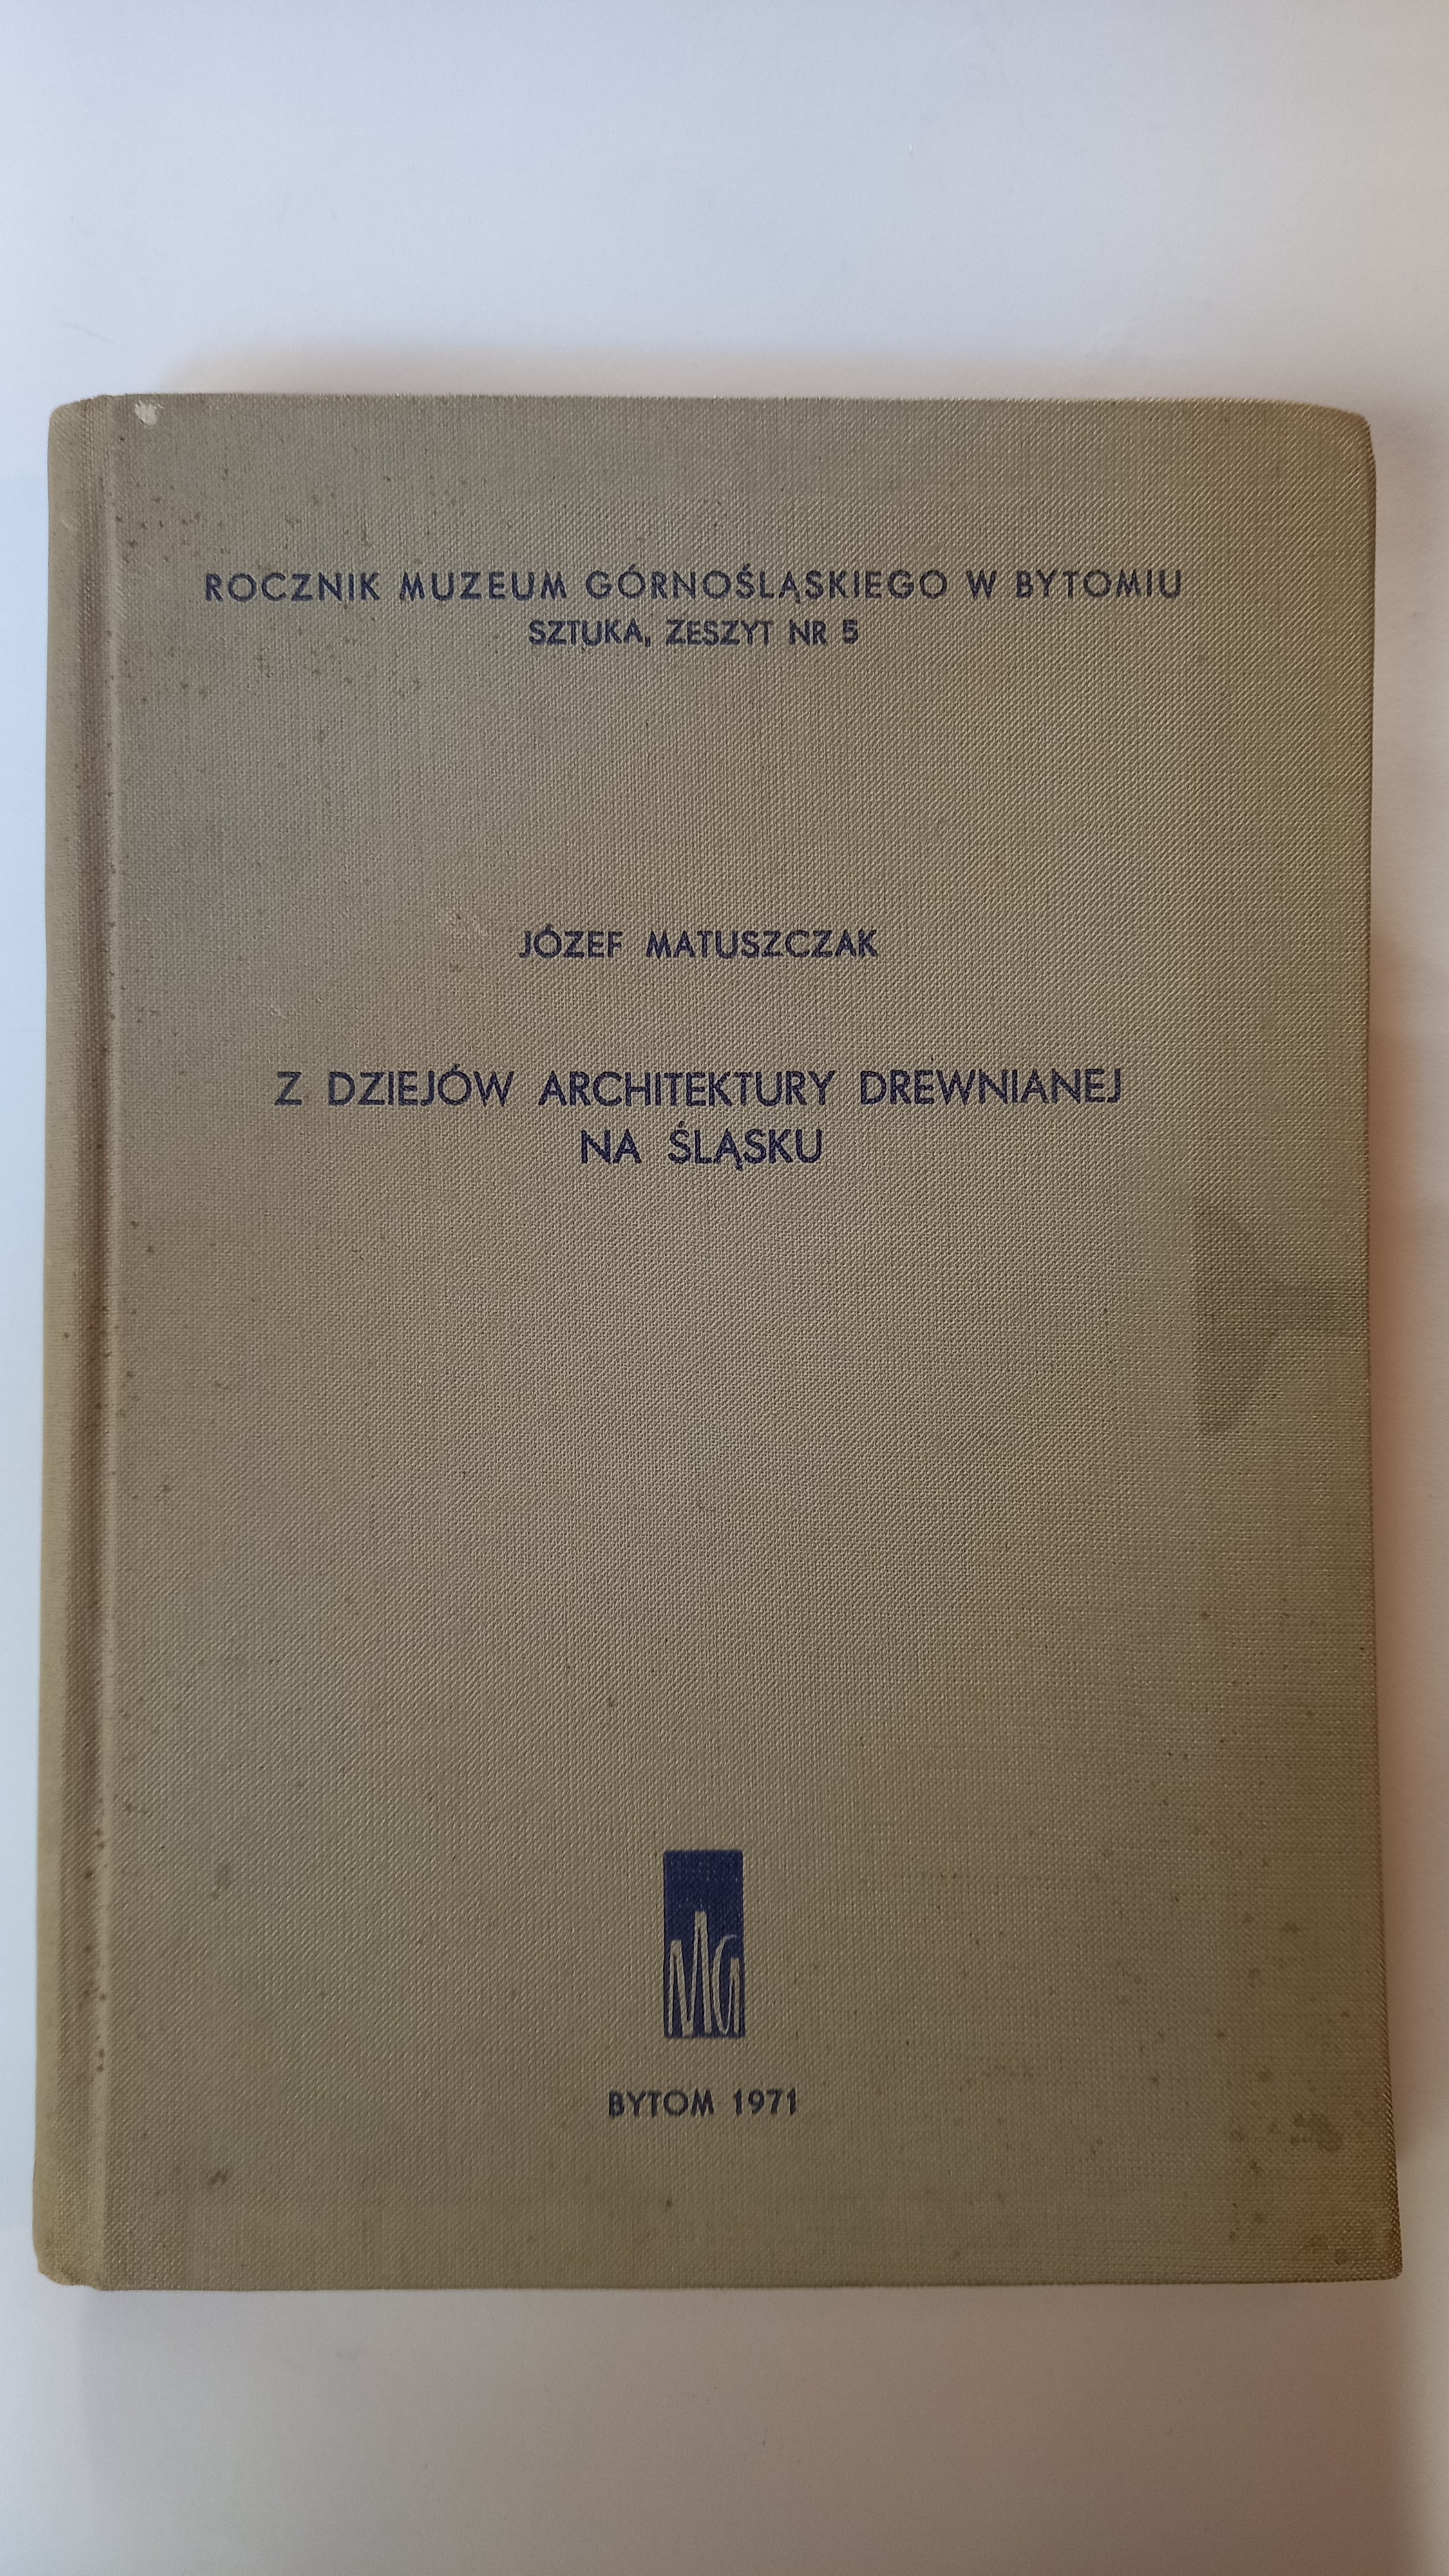 ROCZNIK MUZEUM GÓRNOŚLĄSKIEGO W BYTOMIU
SZTUKA, ZESZYT NR 5
JÓZEF MATUSZCZAK
Z DZIEJÓW ARCHITEKTURY DREWNIANEJ
NA ŚLĄSKU
MG
BYTOM 1971